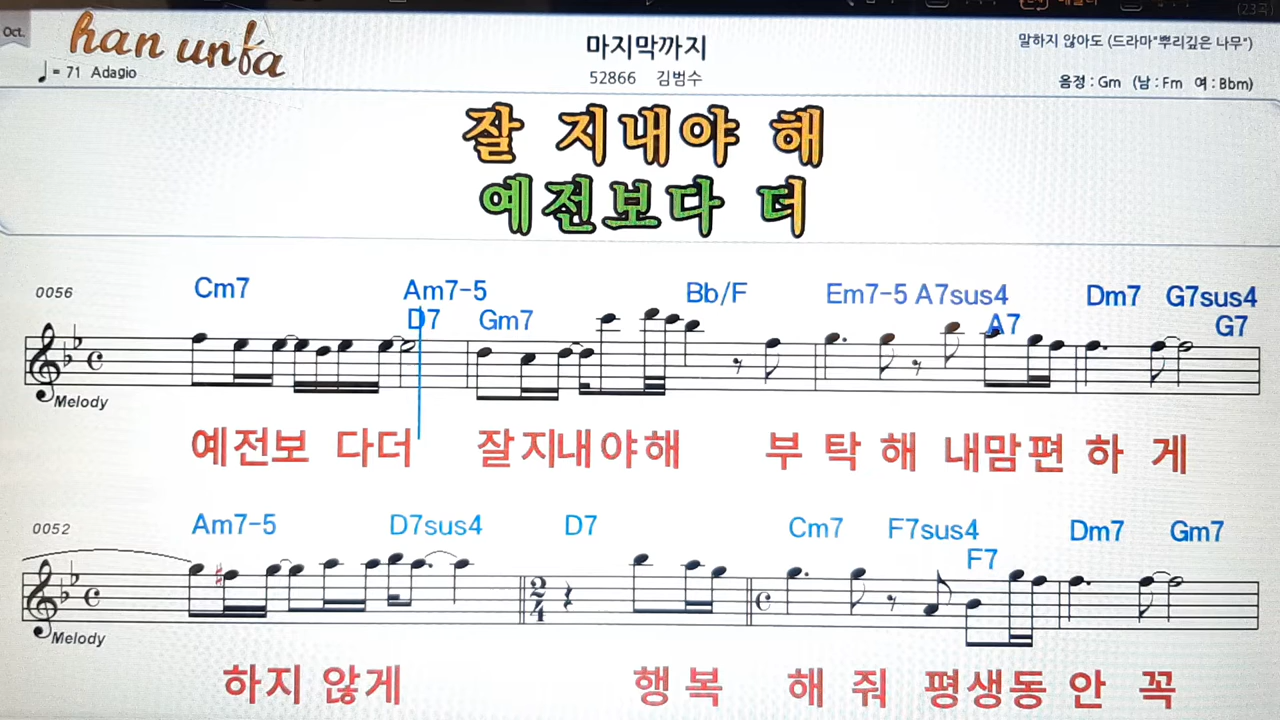 (23곡)
Oct.
han unfa
♩ = 71 Adagio
마지막까지
52866 김범수
말하지 않아도 (드라마"뿌리깊은 나무")
음정 : Gm (남 : Fm 여 : Bbm)
잘 지내야 해
예전보다 더
0056
Cm7 Am7-5 Bb/F Em7-5 A7sus4 Dm7 G7sus4
D7 Gm7 A7 G7
Melody
예전보 다더 잘지내야해 부 탁 해 내맘편 하 게
0052
Am7-5 D7sus4 D7 Cm7 F7sus4 Dm7 Gm7
F7
2
4
Melody
하지 않게 행 복 해 줘 평생동 안 꼭